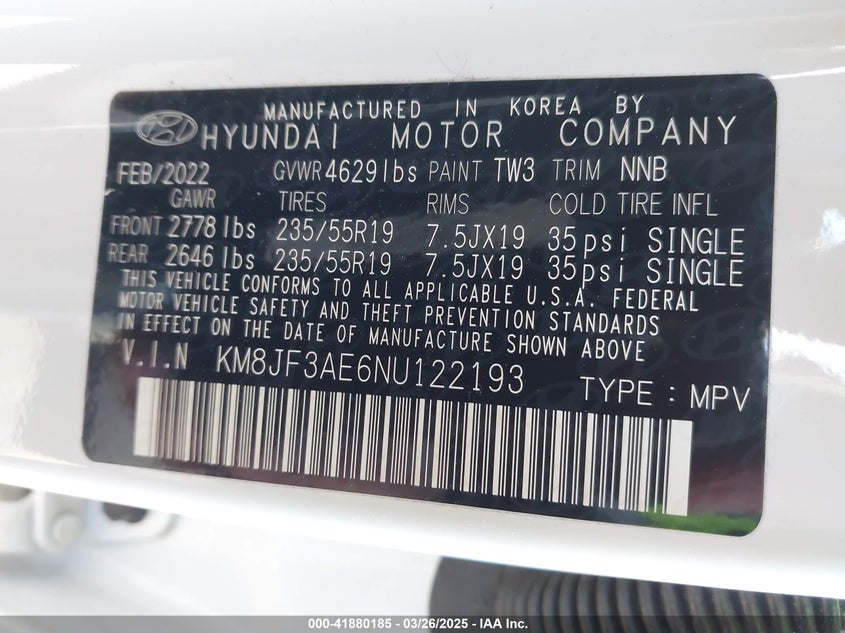 MANUFACTURED IN KOREA BY
HYUNDAI MOTOR COMPANY
FEB/2022 GVWR 4629 lbs PAINT TW3 TRIM NNB
GAWR TIRES RIMS COLD TIRE INFL
FRONT 2778 lbs 235/55R19 7.5JX19 35psi SINGLE
REAR 2646 lbs 235/55R19 7.5JX19 35psi SINGLE
THIS VEHICLE CONFORMS TO ALL APPLICABLE U.S.A. FEDERAL
MOTOR VEHICLE SAFETY AND THEFT PREVENTION STANDARDS
IN EFFECT ON THE DATE OF MANUFACTURE SHOWN ABOVE
V.I.N KM8JF3AE6NU122193 TYPE : MPV
000-41880185 - 03/26/2025 - IAA Inc.